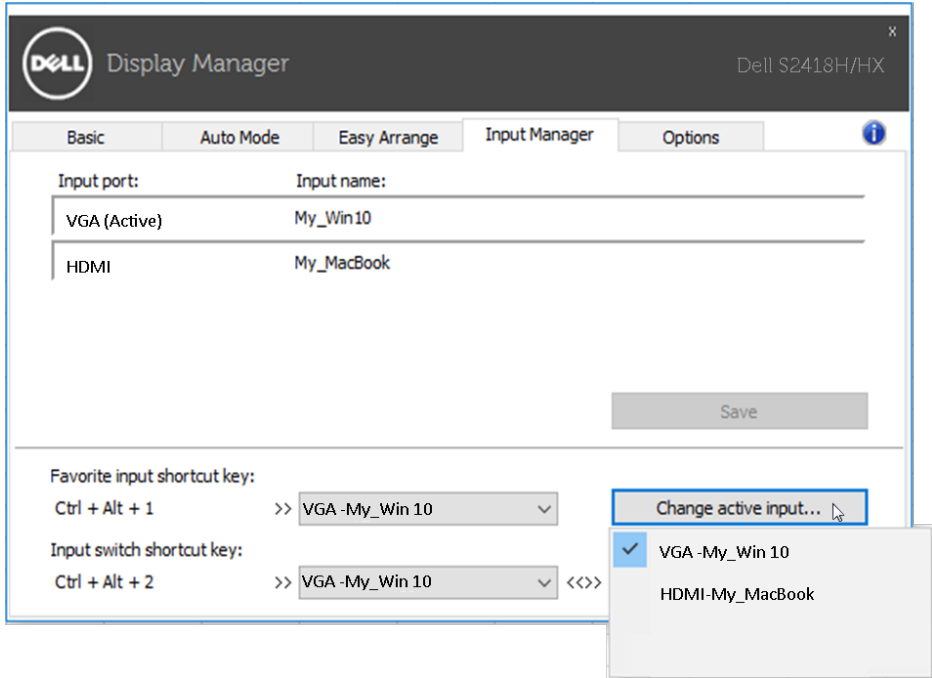 x
DELL Display Manager
Dell S2418H/HX
Basic Auto Mode Easy Arrange Input Manager Options i
Input port: Input name:
VGA (Active) My_Win10
HDMI My_MacBook
Save
Favorite input shortcut key:
Ctrl + Alt + 1 >> VGA -My_Win 10 Change active input...
Input switch shortcut key:
VGA -My_Win 10
Ctrl + Alt + 2 >> VGA -My_Win 10 <<>>
HDMI-My_MacBook